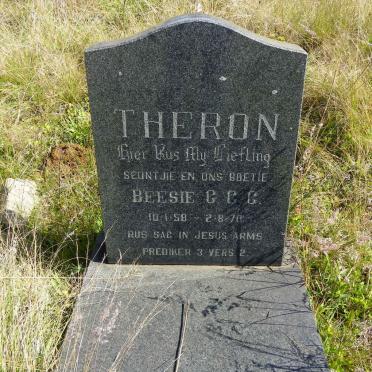 THERON
Hier Rus My Liefling
SEUNTJIE EN ONS BOETIE
BEESIE G. C. C.
10-1-58 - 2-8-70
RUS SAG IN JESUS ARMS
PREDIKER 3 VERS 2